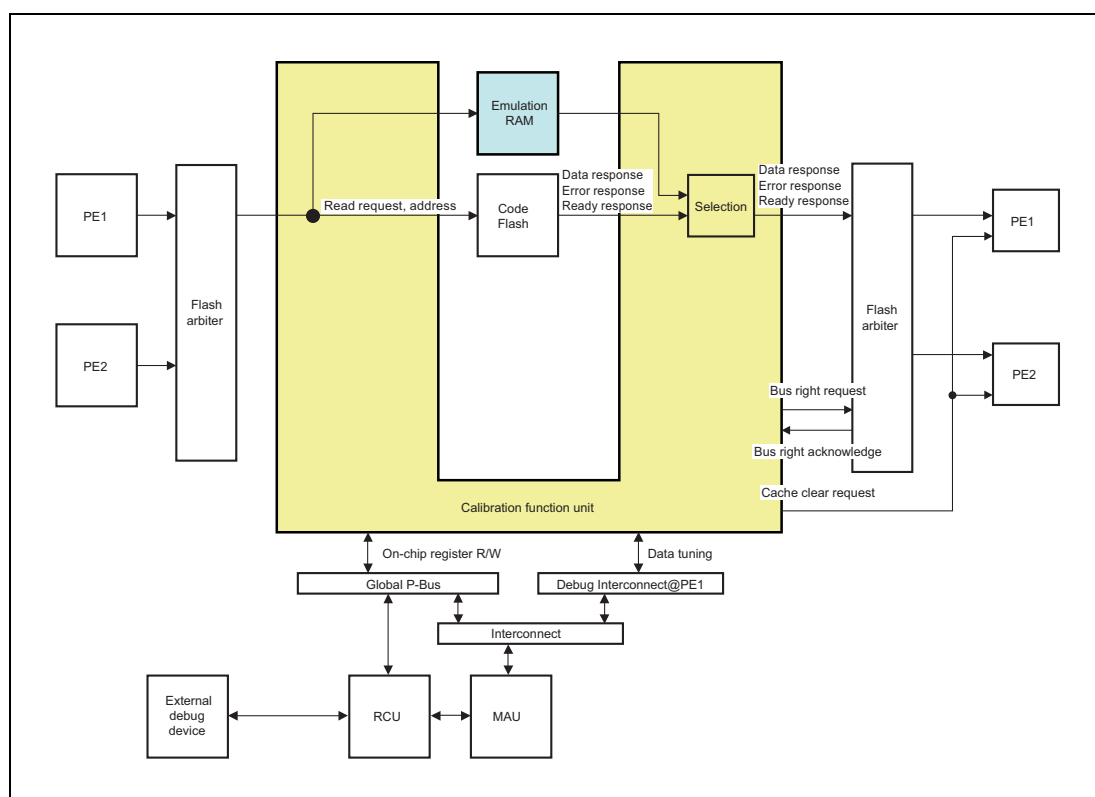 Emulation
RAM
Data response
Error response
Ready response
Data response
Error response
Ready response
PE1
Read request, address
Code
Flash
Selection
PE1
Flash
arbiter
Flash
arbiter
PE2
PE2
Bus right request
Bus right acknowledge
Cache clear request
Calibration function unit
On-chip register R/W
Data tuning
Global P-Bus
Debug Interconnect@PE1
Interconnect
External
debug
device
RCU
MAU